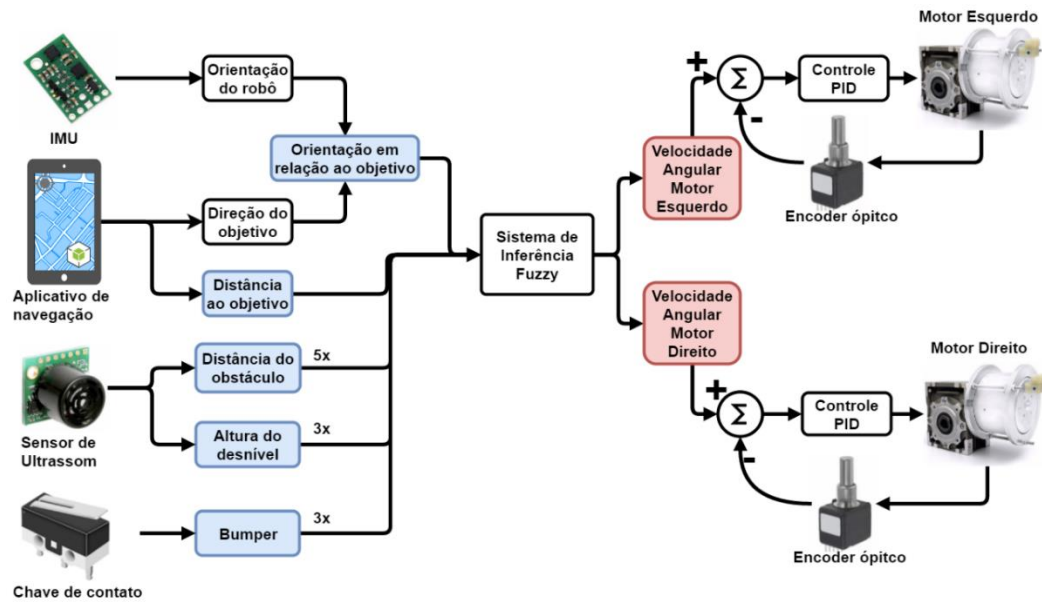 IMU
Orientação
do robô
Orientação em
relação ao objetivo
Aplicativo de
navegação
Direção do
objetivo
Distância
ao objetivo
Sensor de
Ultrassom
Distância do
obstáculo
5x
Altura do
desnível
3x
Chave de contato
Bumper
3x
Sistema de
Inferência
Fuzzy
Velocidade
Angular
Motor
Esquerdo
+
Σ
-
Controle
PID
Motor Esquerdo
Encoder ópitco
Velocidade
Angular
Motor
Direito
+
Σ
-
Controle
PID
Motor Direito
Encoder ópitco